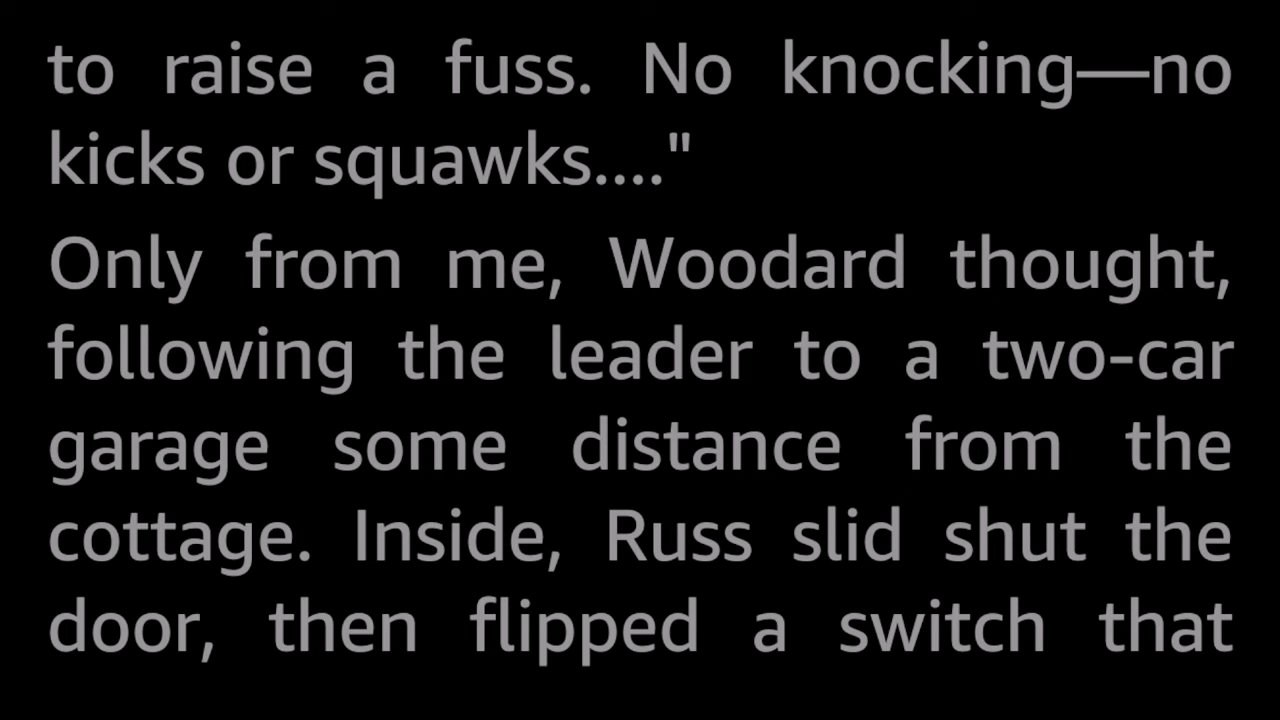 to raise a fuss. No knocking—no
kicks or squawks...."
Only from me, Woodard thought,
following the leader to a two-car
garage some distance from the
cottage. Inside, Russ slid shut the
door, then flipped a switch that